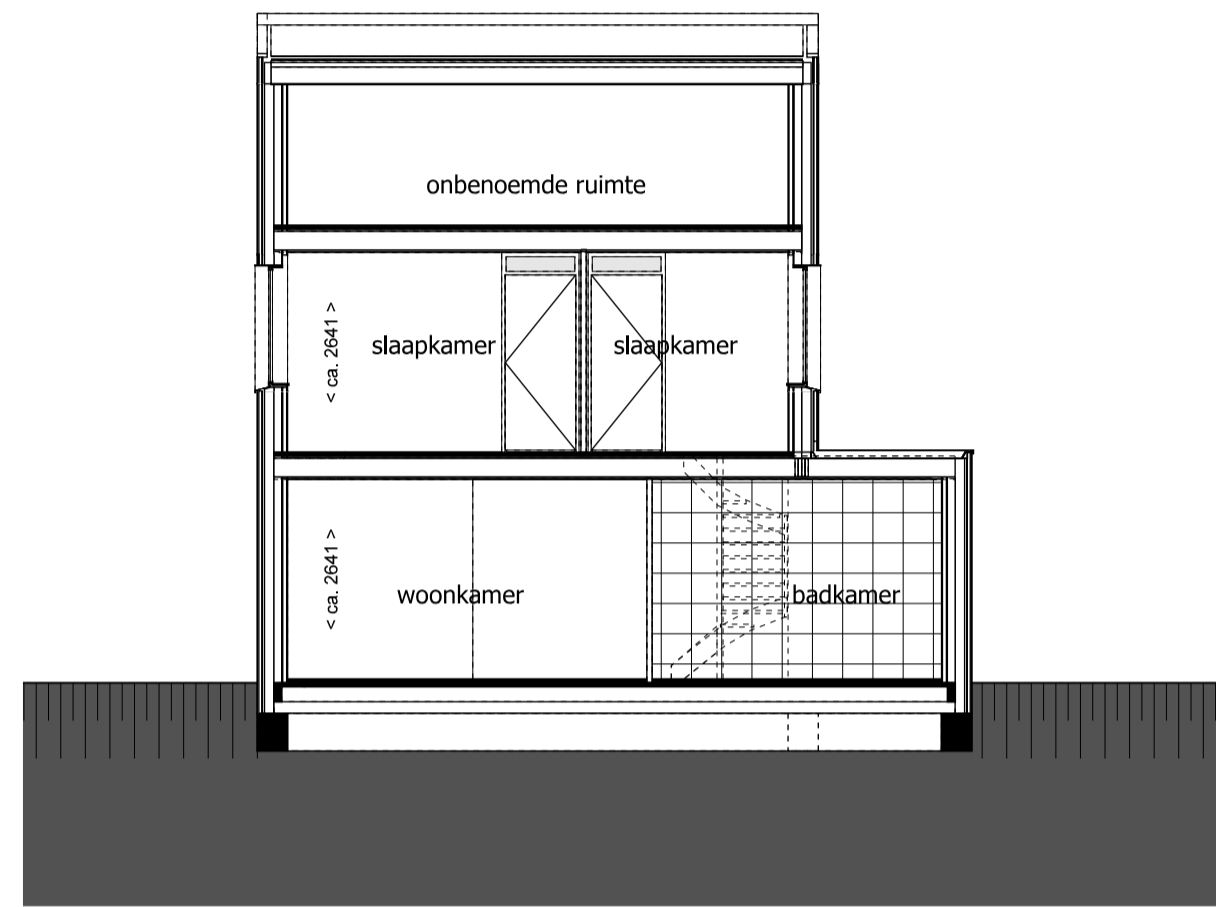 onbenoemde ruimte
< ca. 2641 >
slaapkamer
slaapkamer
< ca. 2641 >
woonkamer
badkamer